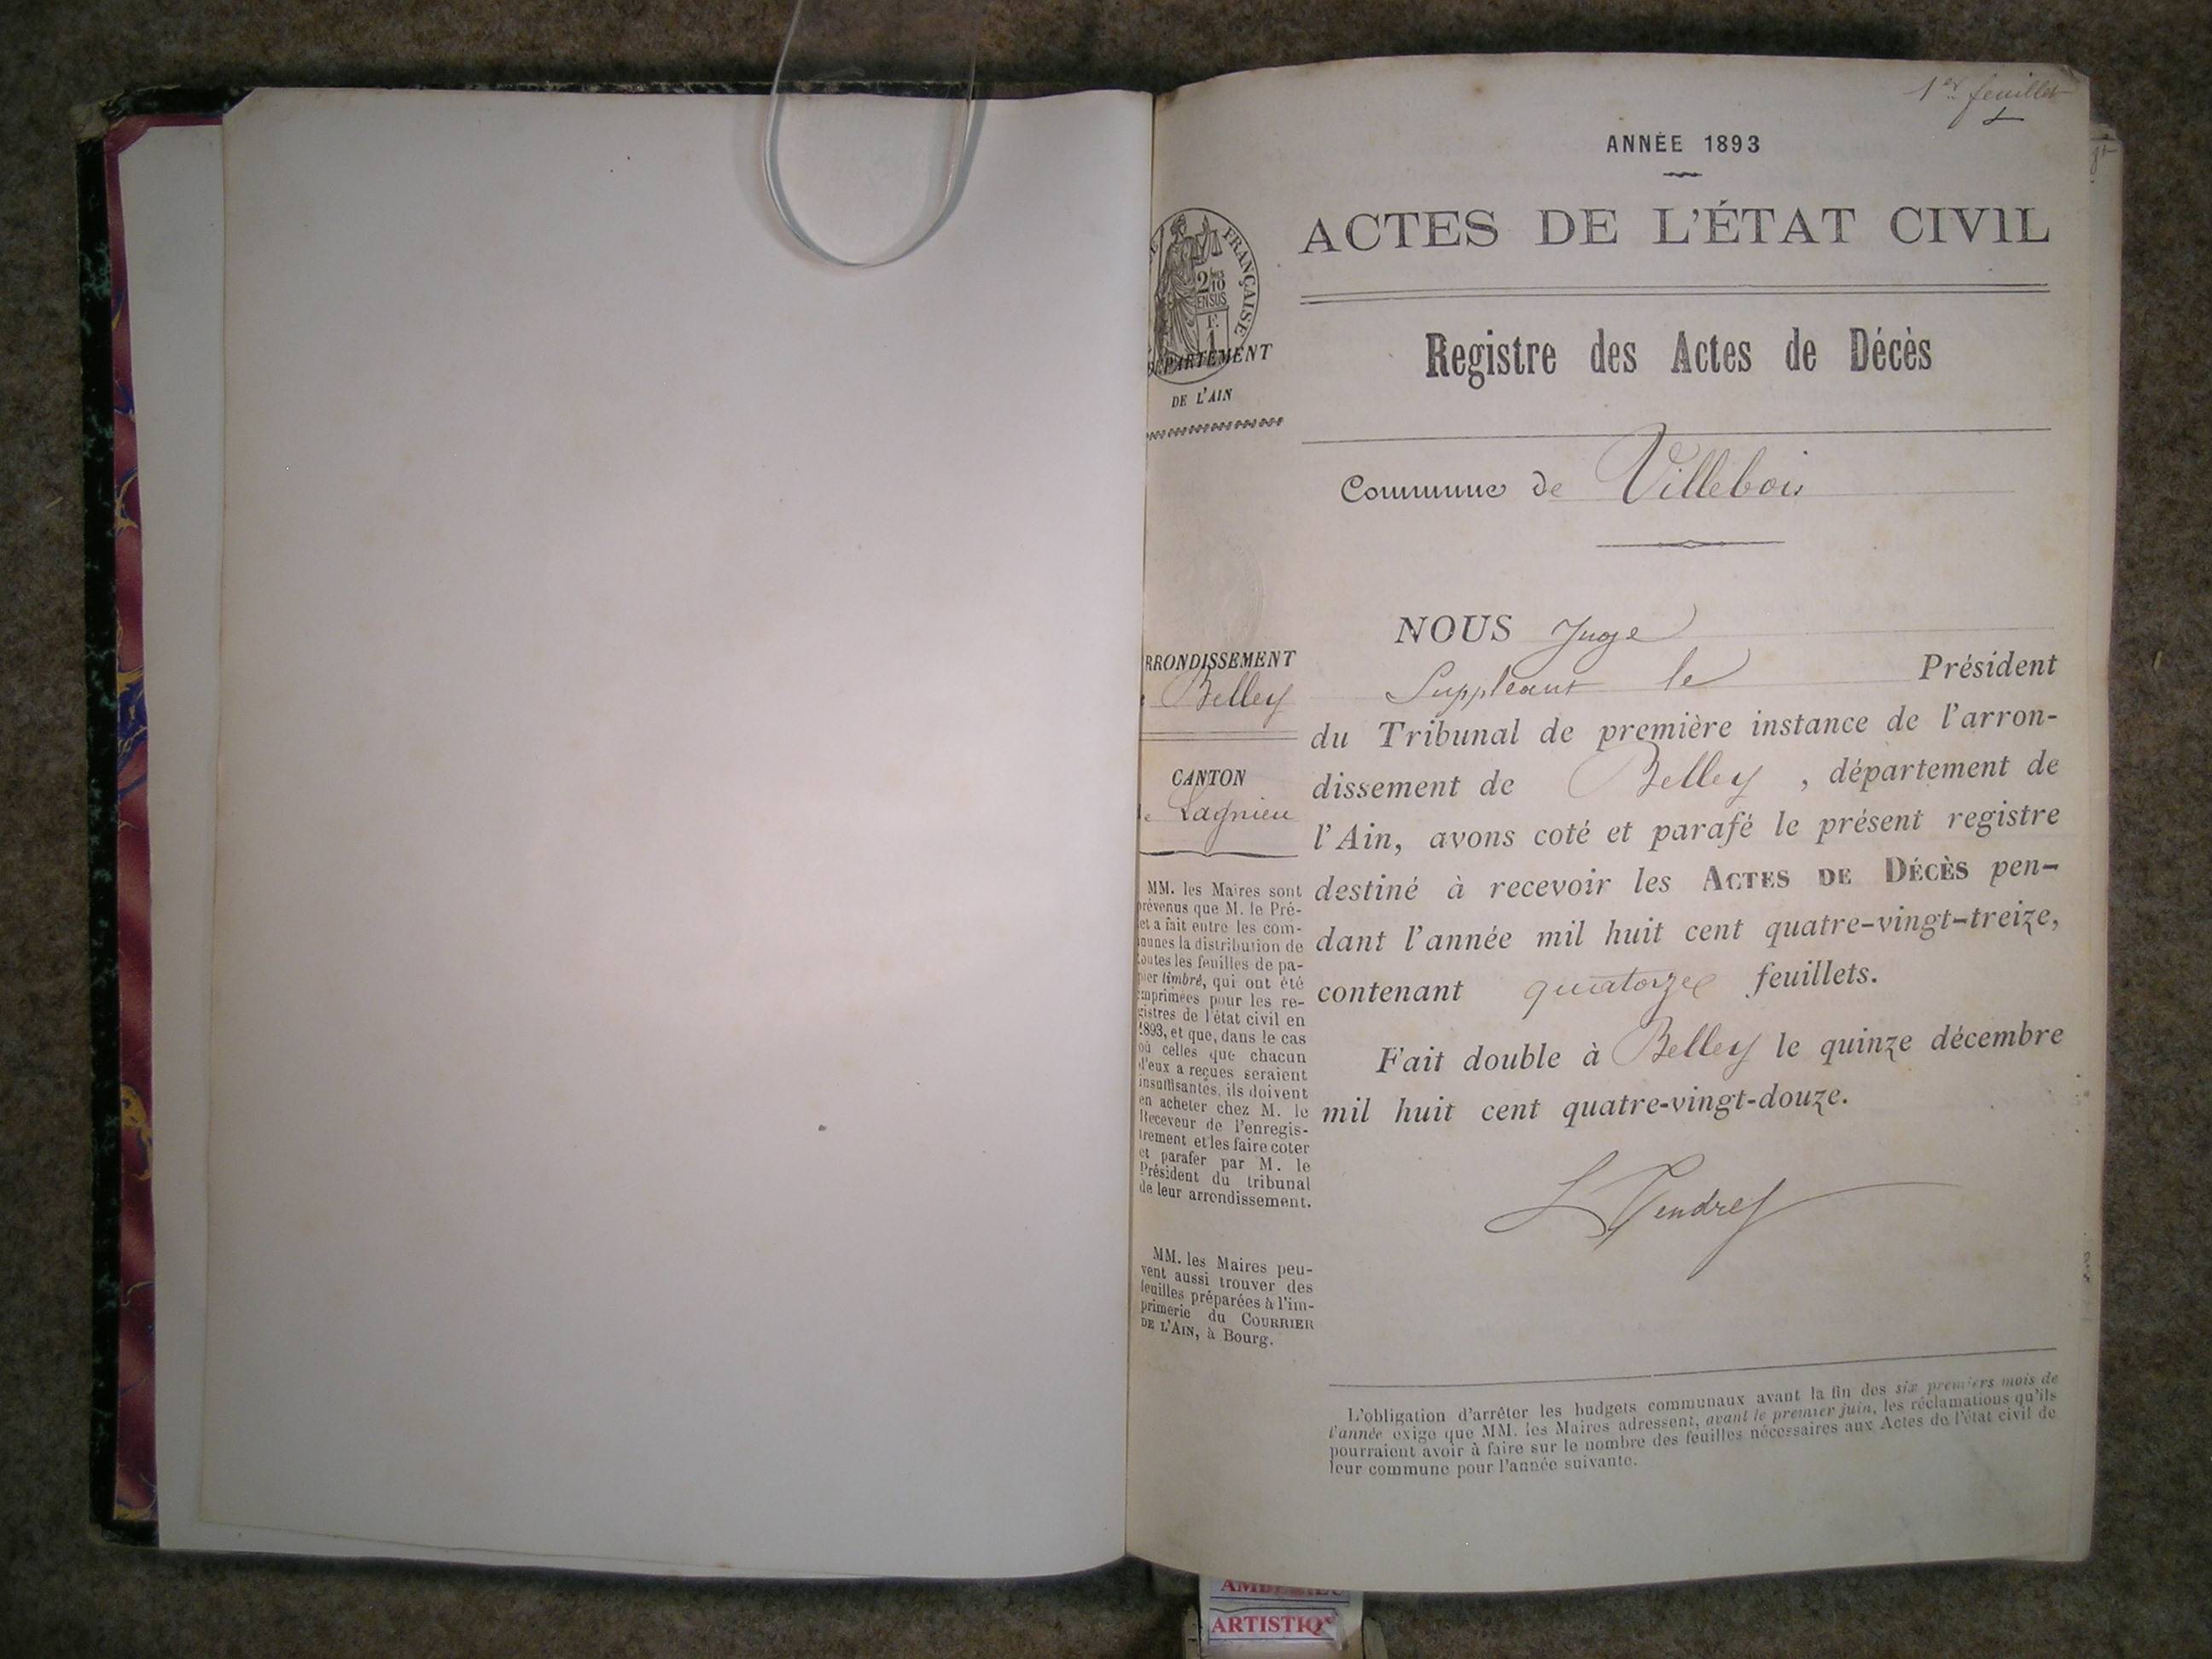 1er feuillet
ANNÉE 1893
ACTES DE L'ÉTAT CIVIL
Registre des Actes de Décès
Commune de Villebois
FRANÇAISE
2/10
EN SUS
F.
1
DÉPARTEMENT
DE L'AIN
RRONDISSEMENT
Belley
CANTON
Lagnieu
MM. les Maires sont
prévenus que M. le Pré-
et a fait entre les com-
munes la distribution de
toutes les feuilles de pa-
pier timbré, qui ont été
imprimées pour les re-
gistres de l'état civil en
1893, et que, dans le cas
où celles que chacun
d'eux a reçues seraient
insuffisantes, ils doivent
en acheter chez M. le
Receveur de l'enregis-
trement et les faire coter
et parafer par M. le
Président du tribunal
de leur arrondissement.
MM. les Maires peu-
vent aussi trouver des
feuilles préparées à l'im-
primerie du COURRIER
DE L'AIN, à Bourg.
NOUS Juge
Suppléant le Président
du Tribunal de première instance de l'arron-
dissement de Belley, département de
l'Ain, avons coté et parafé le présent registre
destiné à recevoir les ACTES DE DÉCÈS pen-
dant l'année mil huit cent quatre-vingt-treize,
contenant quatorze feuillets.
Fait double à Belley le quinze décembre
mil huit cent quatre-vingt-douze.
L'obligation d'arrêter les budgets communaux avant la fin des six premiers mois de
l'année exige que MM. les Maires adressent, avant le premier juin, les réclamations qu'ils
pourraient avoir à faire sur le nombre des feuilles nécessaires aux Actes de l'état civil de
leur commune pour l'année suivante.
ARTISTIQ